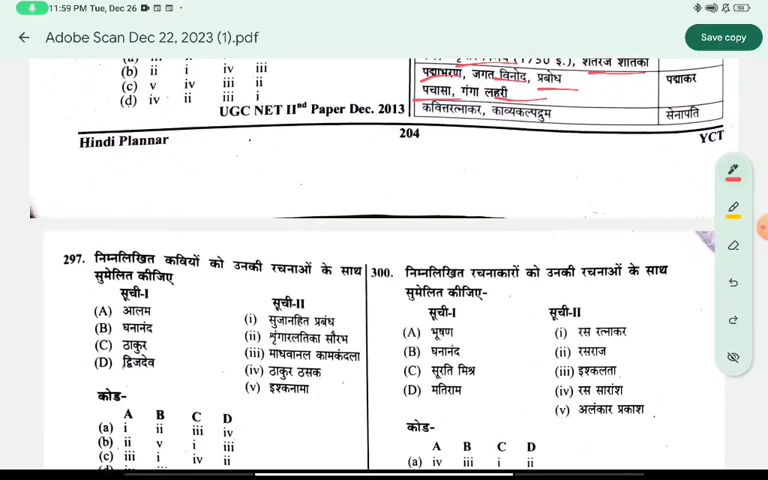 11:59 PM Tue, Dec 26
Adobe Scan Dec 22, 2023 (1).pdf
Save copy
(b) ii i iv iii
(c) v iv iii ii
(d) iv ii iii i
UGC NET IInd Paper Dec. 2013
शतरंज शतिका
पद्माभरण, जगत विनोद, प्रबोध
पचासा, गंगा लहरी
पद्माकर
कवित्तरत्नाकर, काव्यकल्पद्रुम
सेनापति
Hindi Plannar
204
YCT
297. निम्नलिखित कवियों को उनकी रचनाओं के साथ
सुमेलित कीजिए
सूची-I
सूची-II
(A) आलम
(B) घनानंद
(C) ठाकुर
(D) द्विजदेव
(i) सुजानहित प्रबंध
(ii) शृंगारलतिका सौरभ
(iii) माधवानल कामकंदला
(iv) ठाकुर ठसक
(v) इश्कनामा
कोड-
A B C D
(a) i ii iii iv
(b) ii v i iii
(c) iii i iv ii
300. निम्नलिखित रचनाकारों को उनकी रचनाओं के साथ
सुमेलित कीजिए-
सूची-I
सूची-II
(A) भूषण
(B) घनानंद
(C) सूरति मिश्र
(D) मतिराम
(i) रस रत्नाकर
(ii) रसराज
(iii) इश्कलता
(iv) रस सारांश
(v) अलंकार प्रकाश
कोड-
A B C D
(a) iv iii i ii